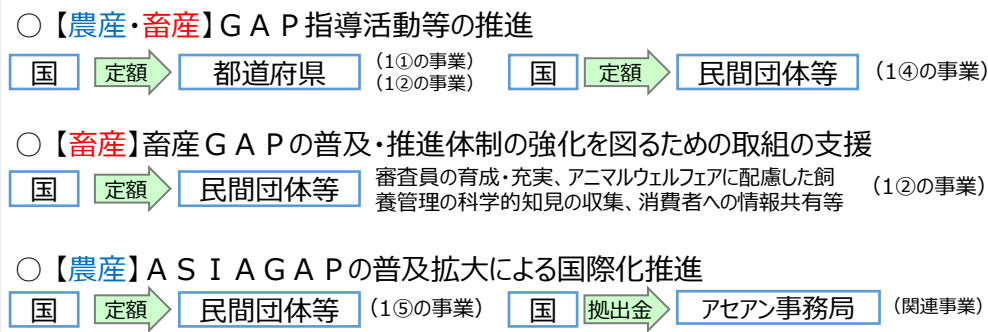 ○【農産・畜産】ＧＡＰ指導活動等の推進
国 定額 都道府県 （1①の事業）
（1②の事業）
国 定額 民間団体等 （1④の事業）
○【畜産】畜産ＧＡＰの普及・推進体制の強化を図るための取組の支援
国 定額 民間団体等 審査員の育成・充実、アニマルウェルフェアに配慮した飼
養管理の科学的知見の収集、消費者への情報共有等 （1②の事業）
○【農産】ＡＳＩＡＧＡＰの普及拡大による国際化推進
国 定額 民間団体等 （1⑤の事業） 国 拠出金 アセアン事務局 （関連事業）